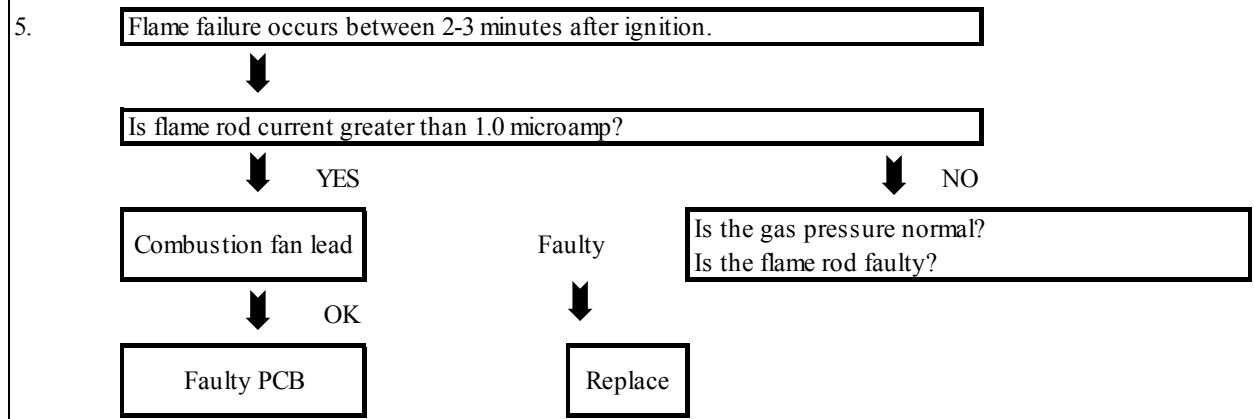 5.
Flame failure occurs between 2-3 minutes after ignition.
Is flame rod current greater than 1.0 microamp?
YES
NO
Combustion fan lead
Faulty
Is the gas pressure normal?
Is the flame rod faulty?
OK
Faulty PCB
Replace